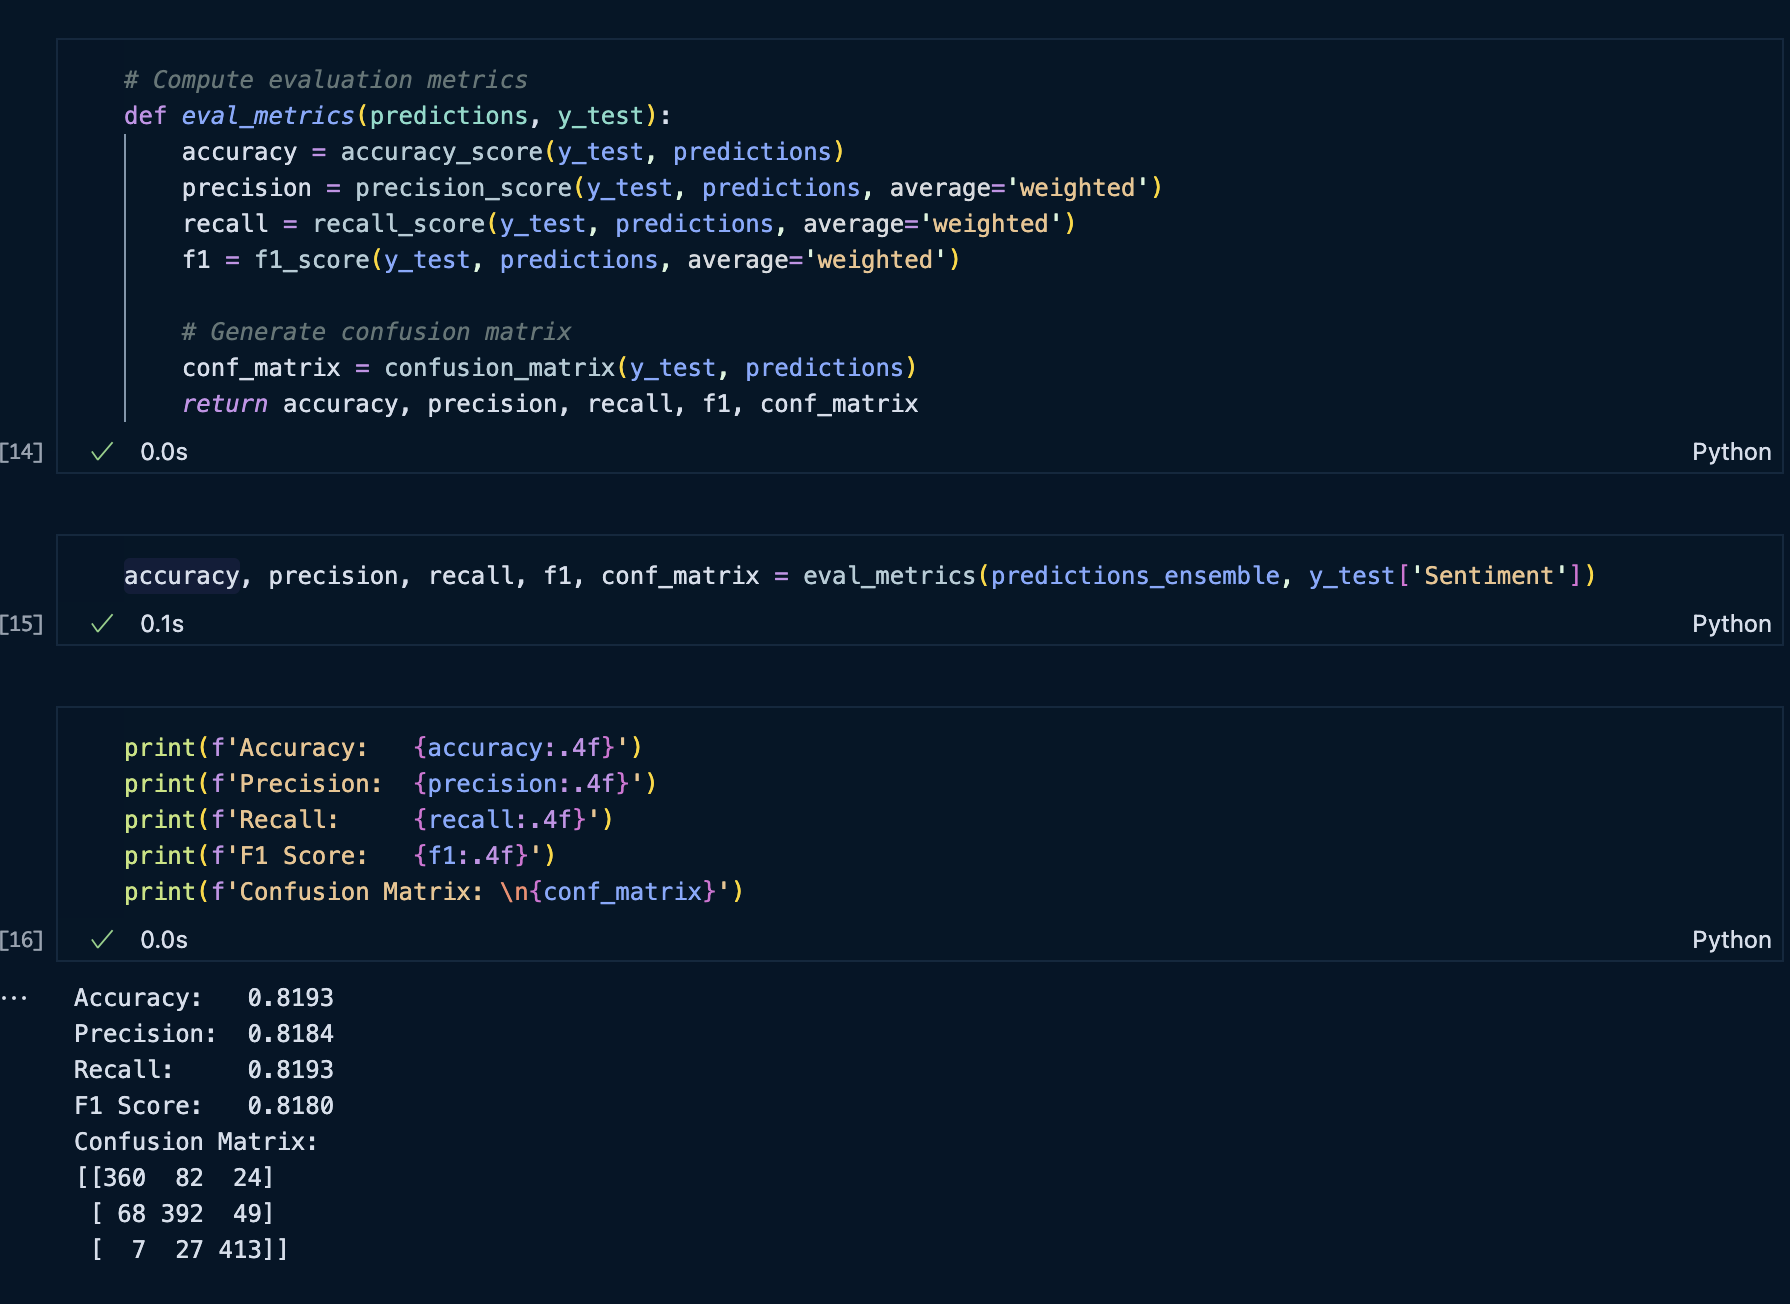 # Compute evaluation metrics
def eval_metrics(predictions, y_test):
    accuracy = accuracy_score(y_test, predictions)
    precision = precision_score(y_test, predictions, average='weighted')
    recall = recall_score(y_test, predictions, average='weighted')
    f1 = f1_score(y_test, predictions, average='weighted')
    # Generate confusion matrix
    conf_matrix = confusion_matrix(y_test, predictions)
    return accuracy, precision, recall, f1, conf_matrix
[14] ✓ 0.0s Python
accuracy, precision, recall, f1, conf_matrix = eval_metrics(predictions_ensemble, y_test['Sentiment'])
[15] ✓ 0.1s Python
print(f'Accuracy:   {accuracy:.4f}')
print(f'Precision:  {precision:.4f}')
print(f'Recall:     {recall:.4f}')
print(f'F1 Score:   {f1:.4f}')
print(f'Confusion Matrix: \n{conf_matrix}')
[16] ✓ 0.0s Python
... Accuracy:   0.8193
Precision:  0.8184
Recall:     0.8193
F1 Score:   0.8180
Confusion Matrix:
[[360  82  24]
 [ 68 392  49]
 [  7  27 413]]